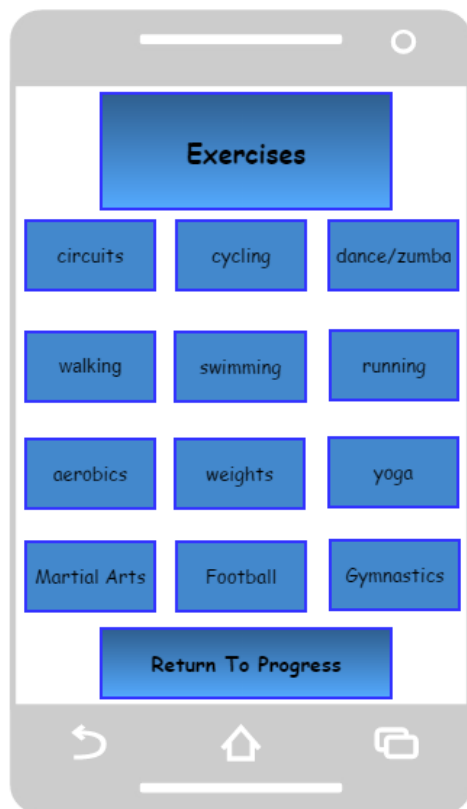 Exercises
circuits
cycling
dance/zumba
walking
swimming
running
aerobics
weights
yoga
Martial Arts
Football
Gymnastics
Return To Progress